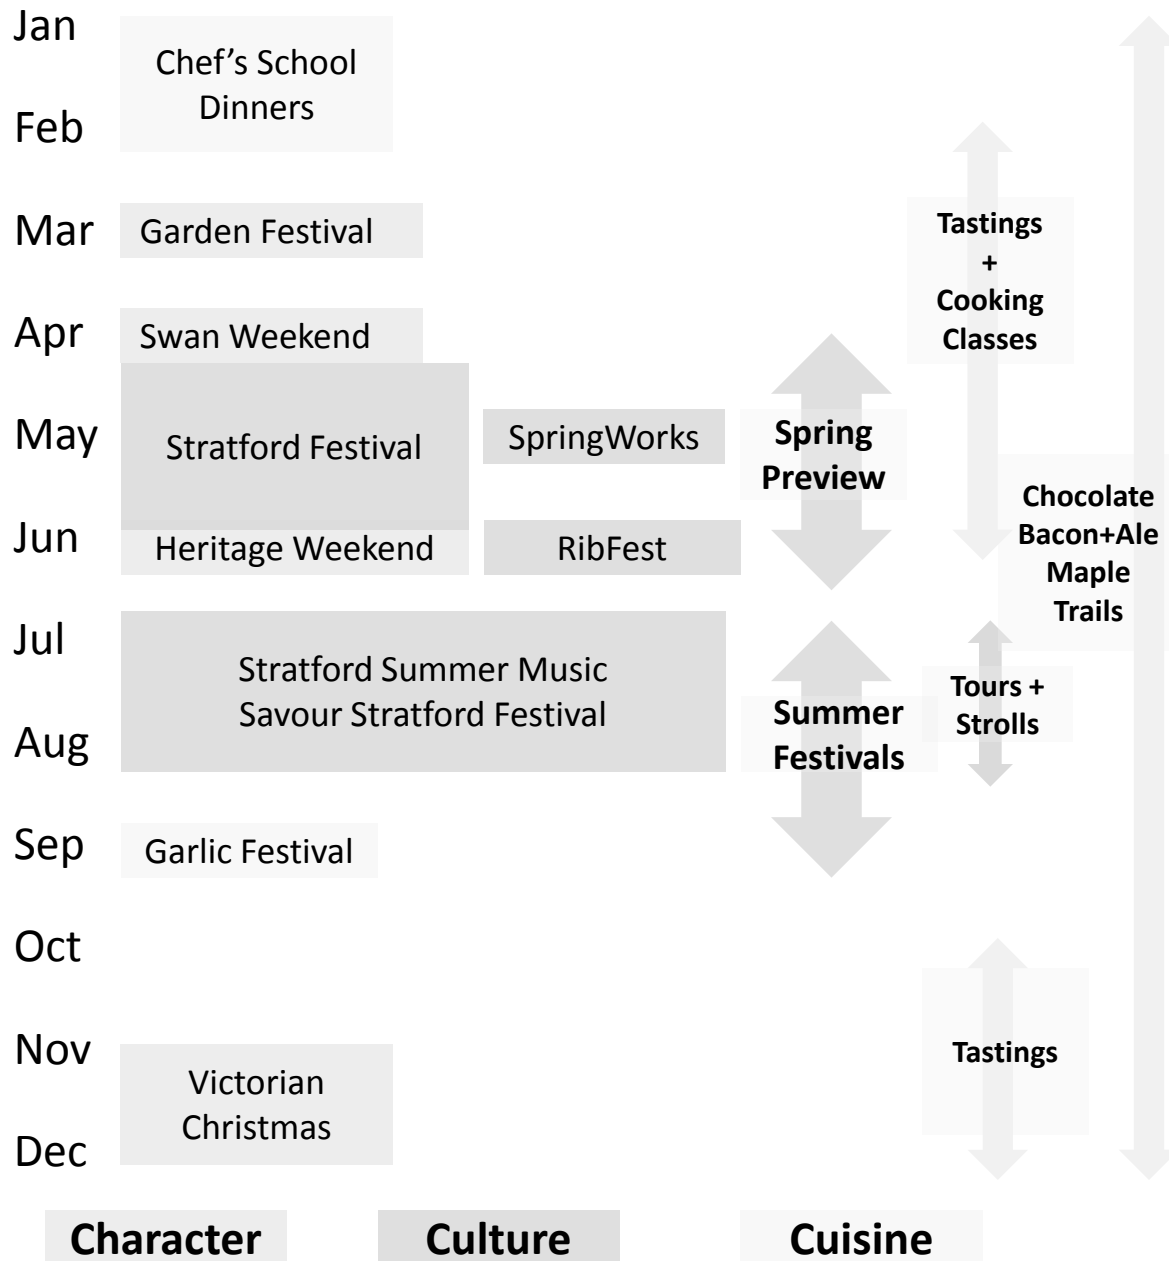 Jan
Chef’s School
Dinners
Feb
Mar
Garden Festival
Tastings
+
Cooking
Classes
Apr
Swan Weekend
May
Stratford Festival
SpringWorks
Spring
Preview
Chocolate
Bacon+Ale
Maple
Trails
Jun
Heritage Weekend
RibFest
Jul
Stratford Summer Music
Savour Stratford Festival
Tours +
Strolls
Summer
Festivals
Aug
Sep
Garlic Festival
Oct
Nov
Tastings
Victorian
Christmas
Dec
Character
Culture
Cuisine